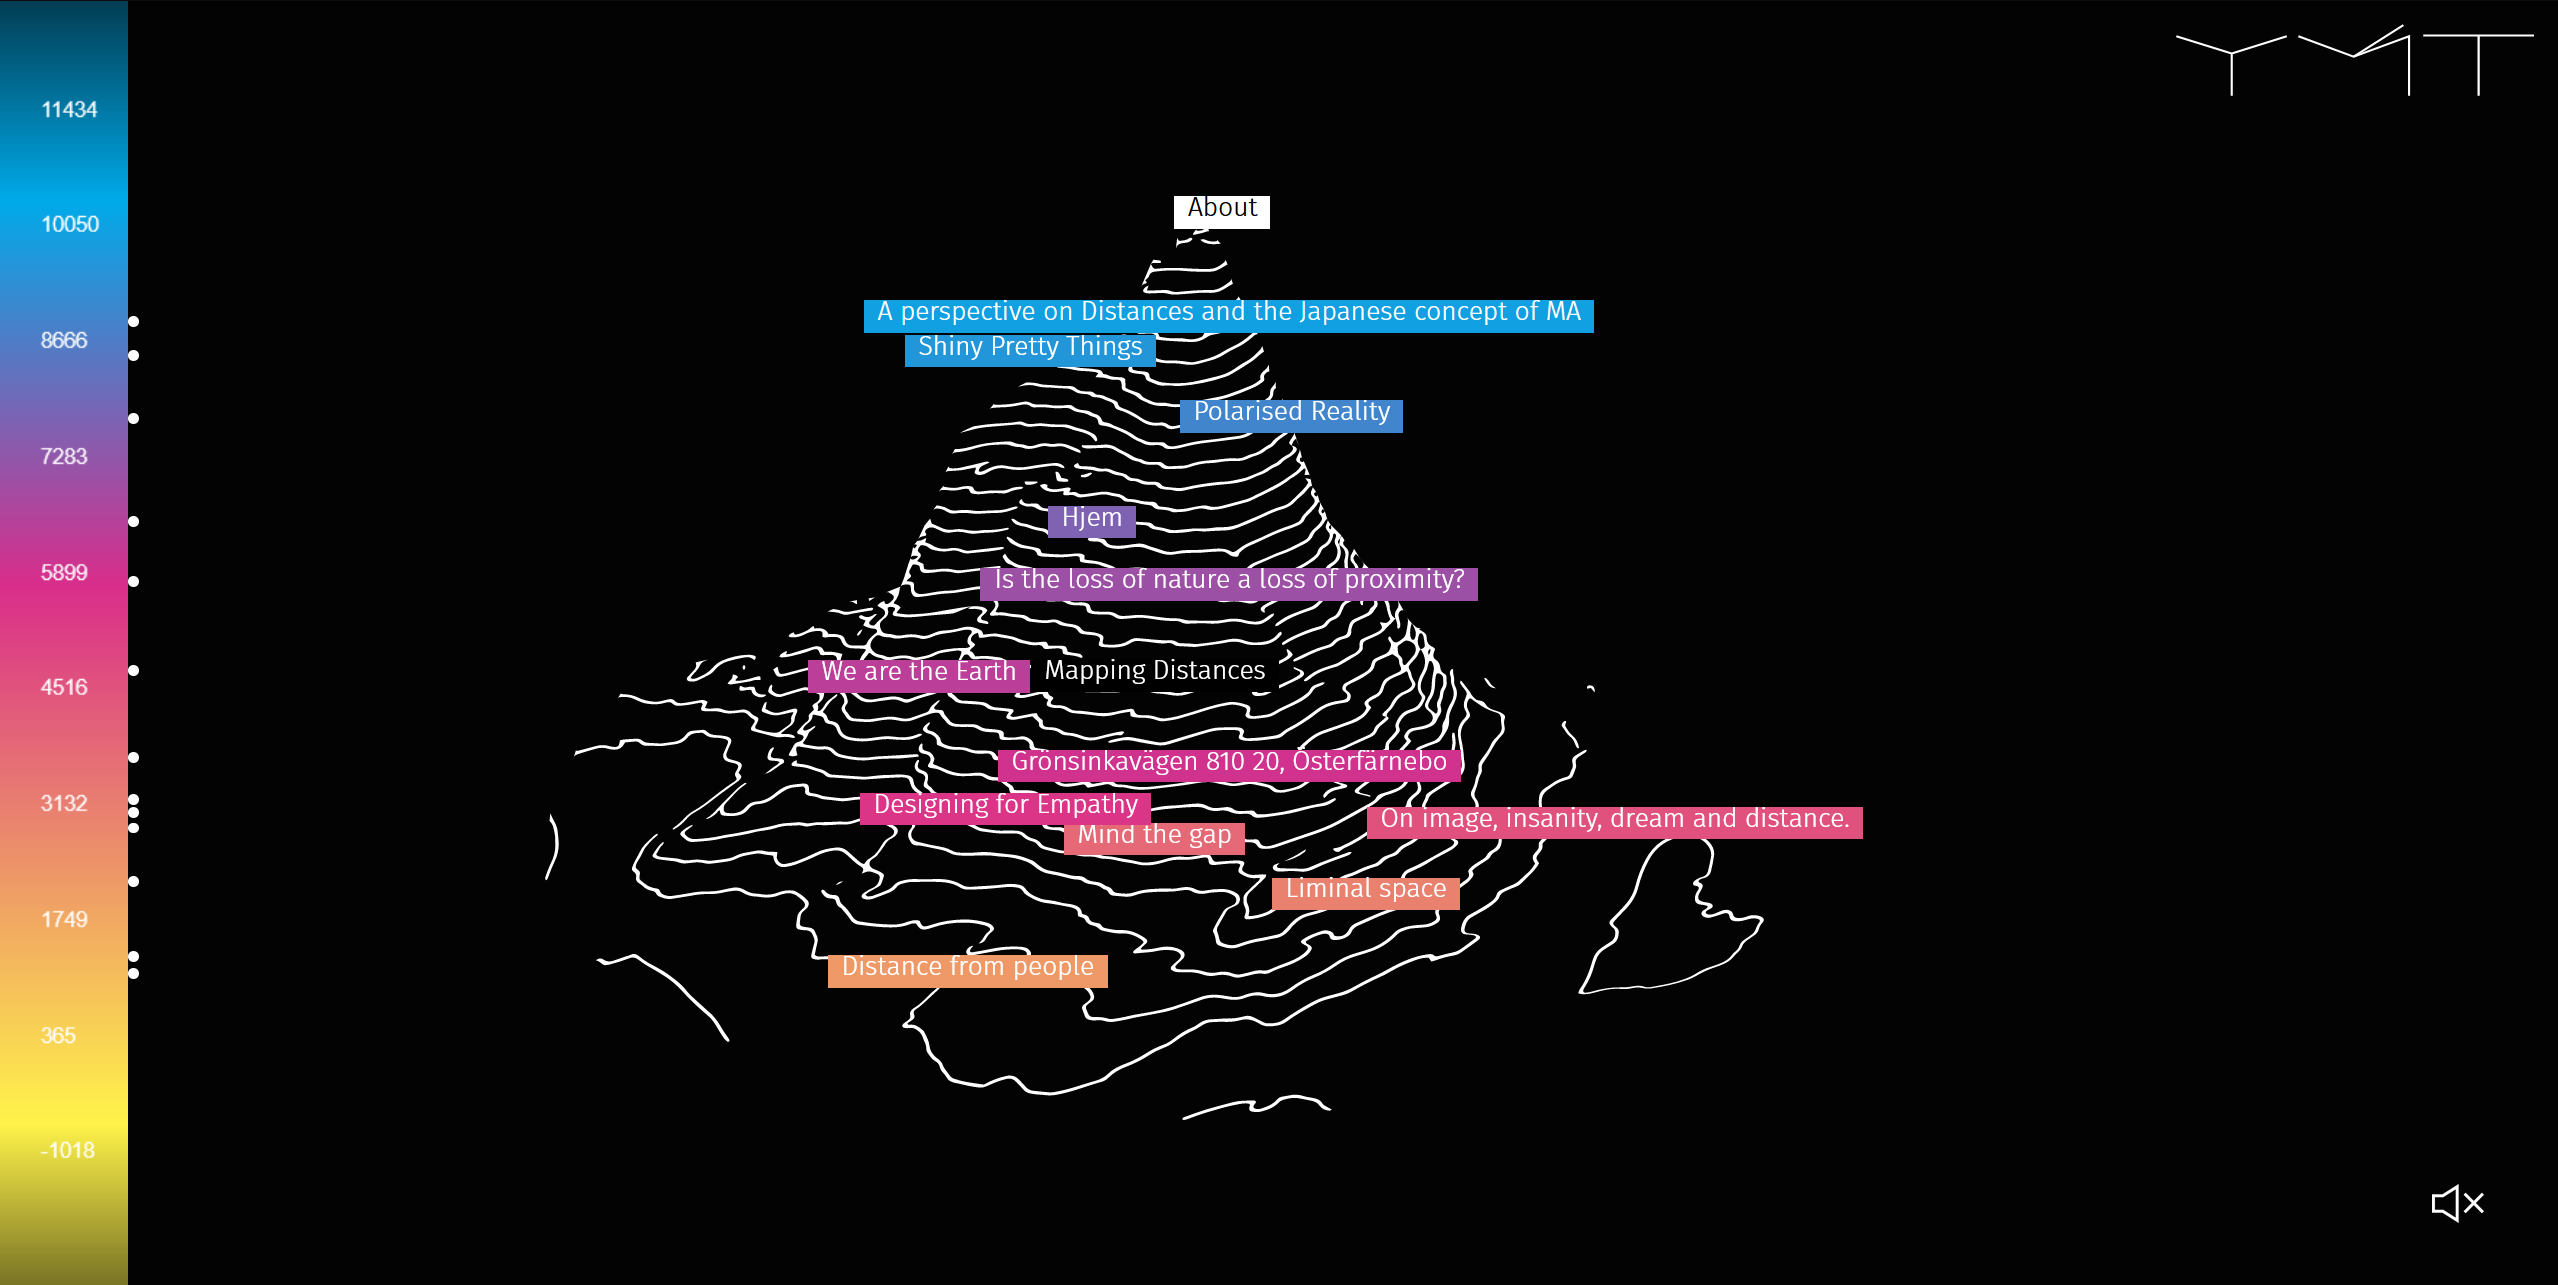 YMT
11434
10050
8666
7283
5899
4516
3132
1749
365
-1018
About
A perspective on Distances and the Japanese concept of MA
Shiny Pretty Things
Polarised Reality
Hjem
Is the loss of nature a loss of proximity?
We are the Earth
Mapping Distances
Grönsinkavägen 810 20, Österfärnebo
Designing for Empathy
On image, insanity, dream and distance.
Mind the gap
Liminal space
Distance from people